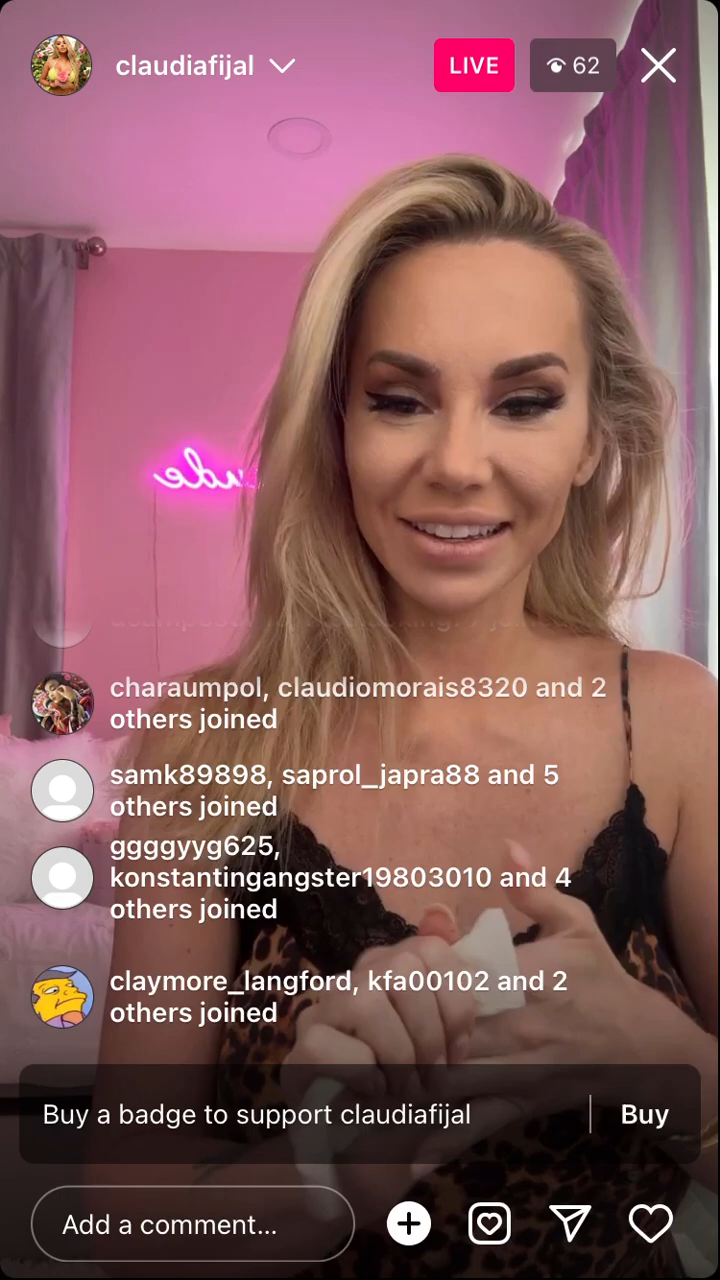 claudiafijal
LIVE
62
charaumpol, claudiomorais8320 and 2
others joined
samk89898, saprol_japra88 and 5
others joined
ggggyyg625,
konstantingangster19803010 and 4
others joined
claymore_langford, kfa00102 and 2
others joined
Buy a badge to support claudiafijal
Buy
Add a comment...